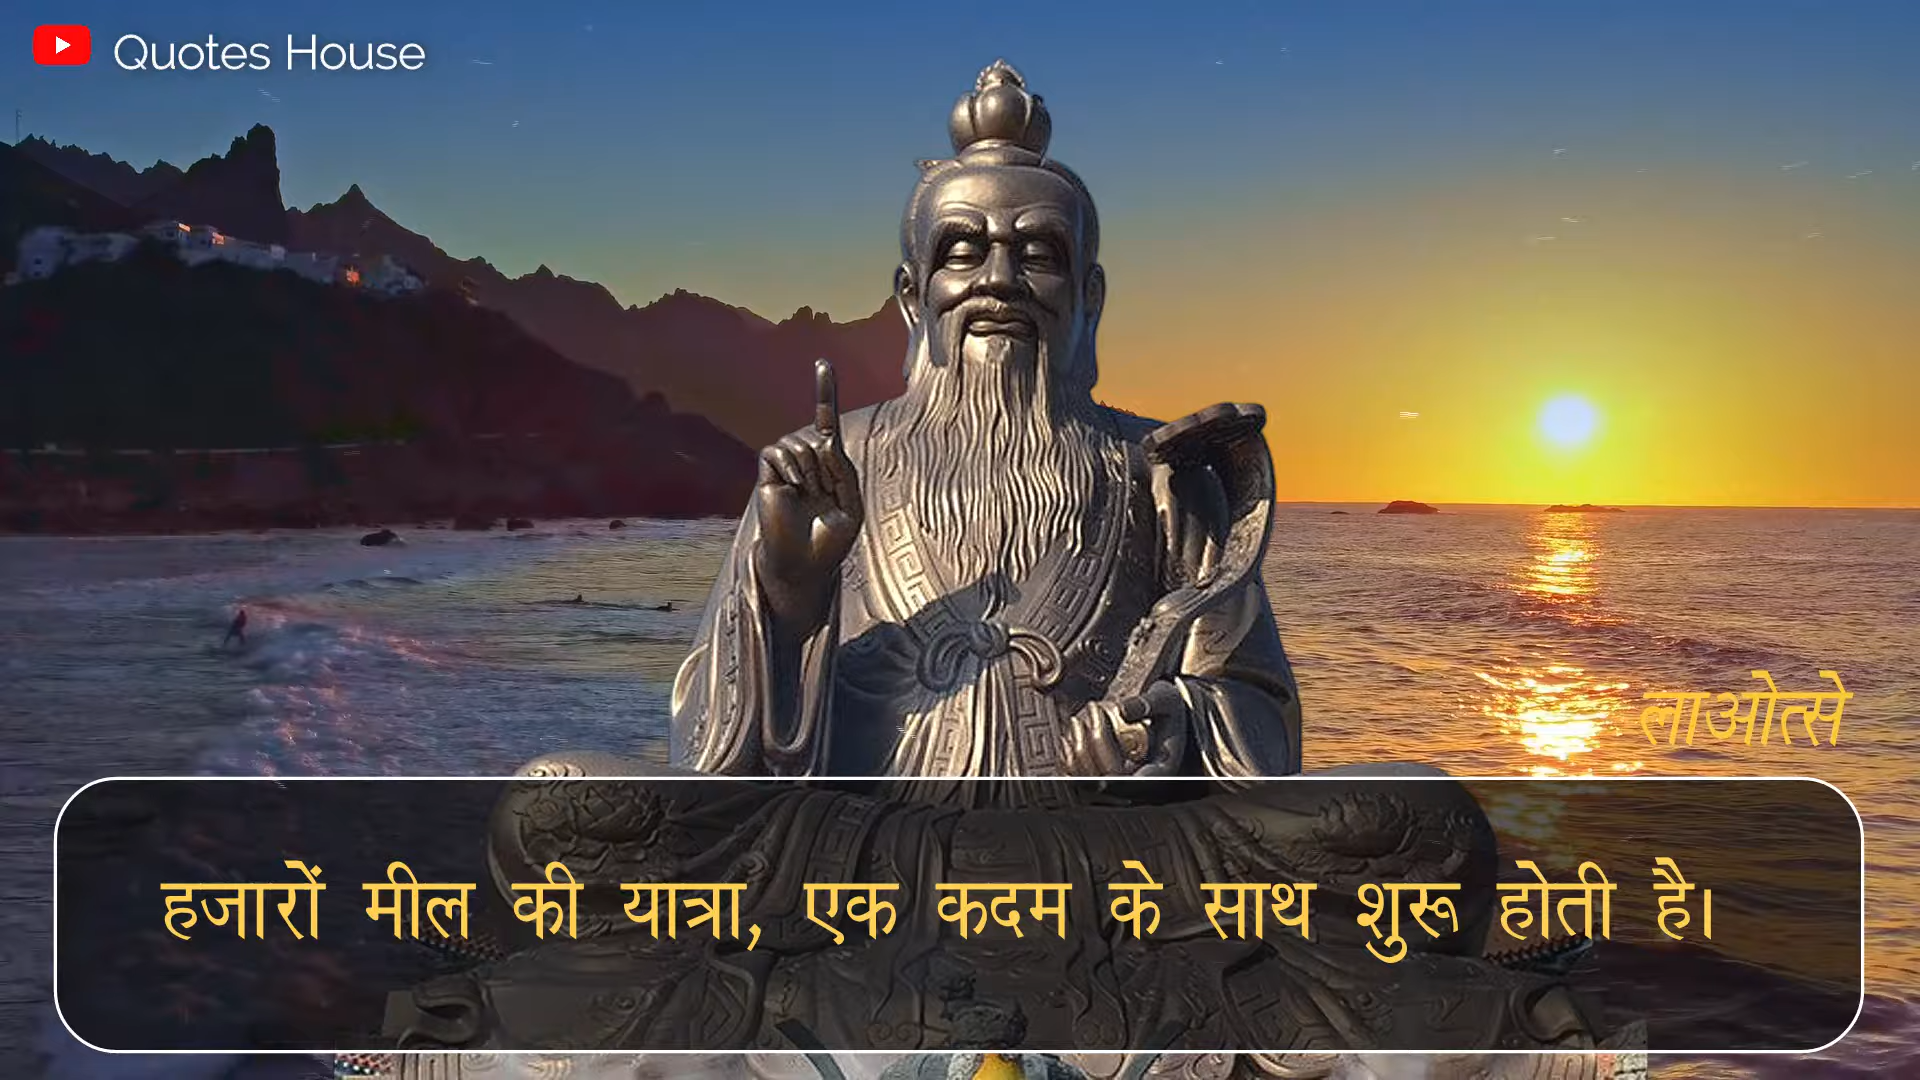 Quotes House
लाओत्से
हजारों मील की यात्रा, एक कदम के साथ शुरू होती है।